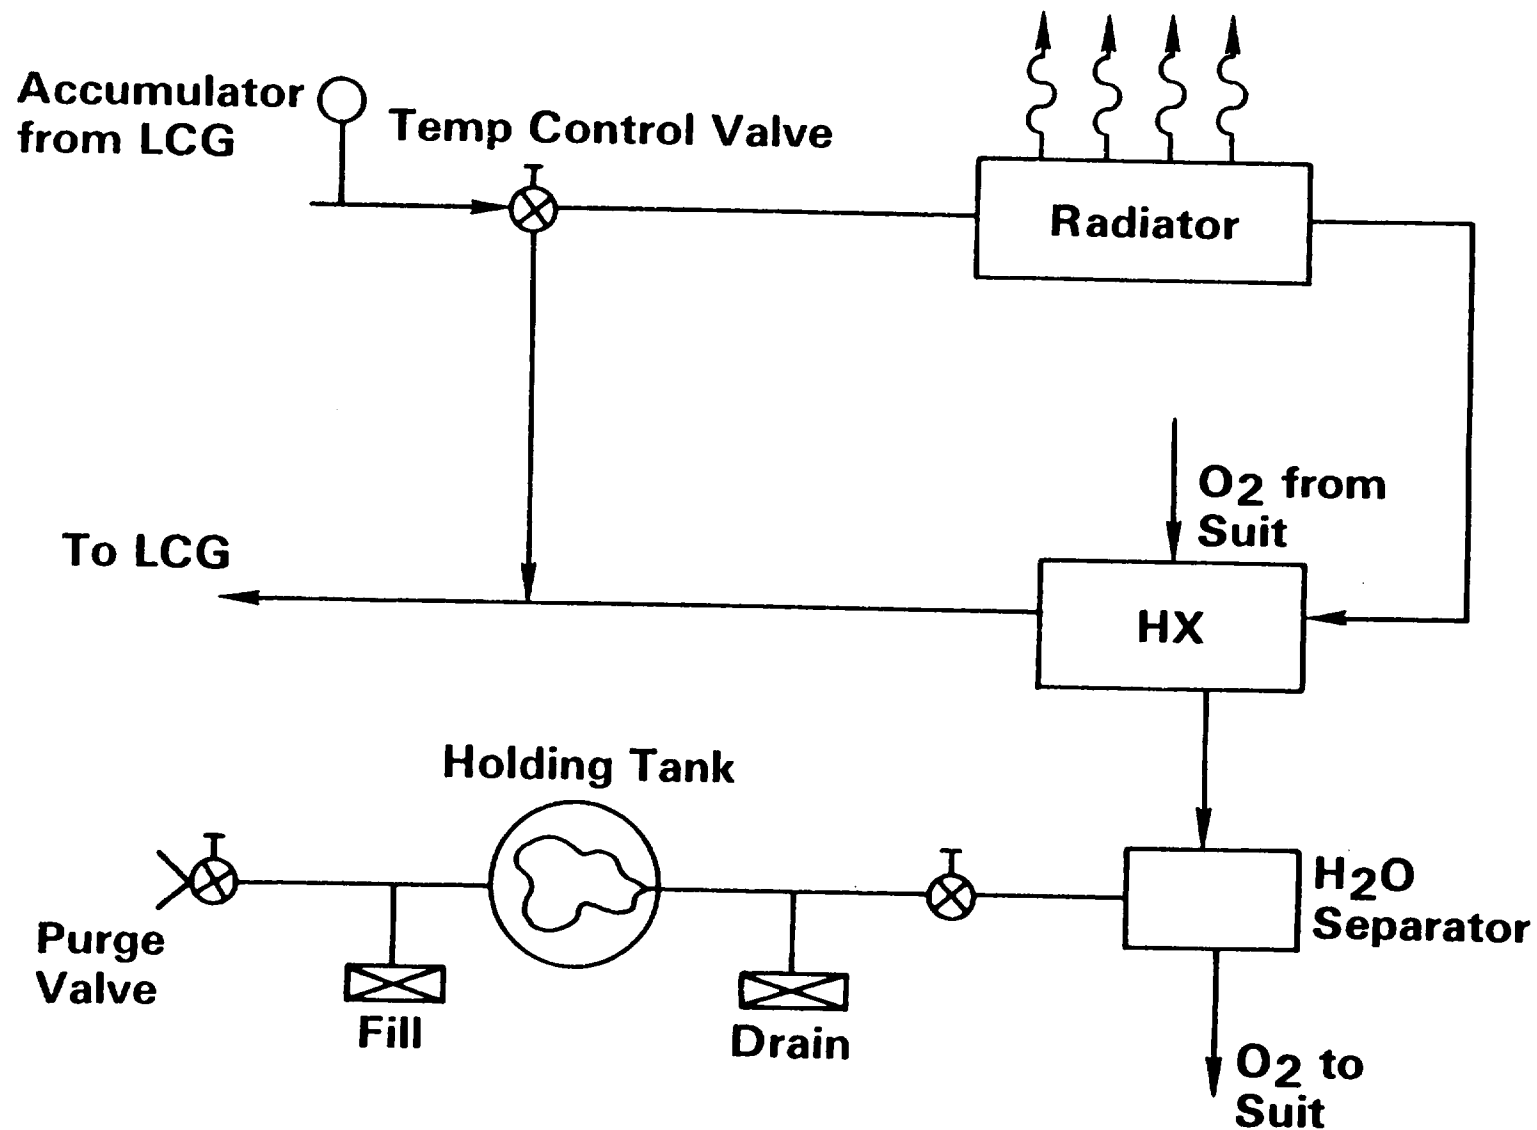 Accumulator
from LCG
Temp Control Valve
Radiator
O2 from
Suit
To LCG
HX
Holding Tank
H2O
Separator
Purge
Valve
Fill
Drain
O2 to
Suit